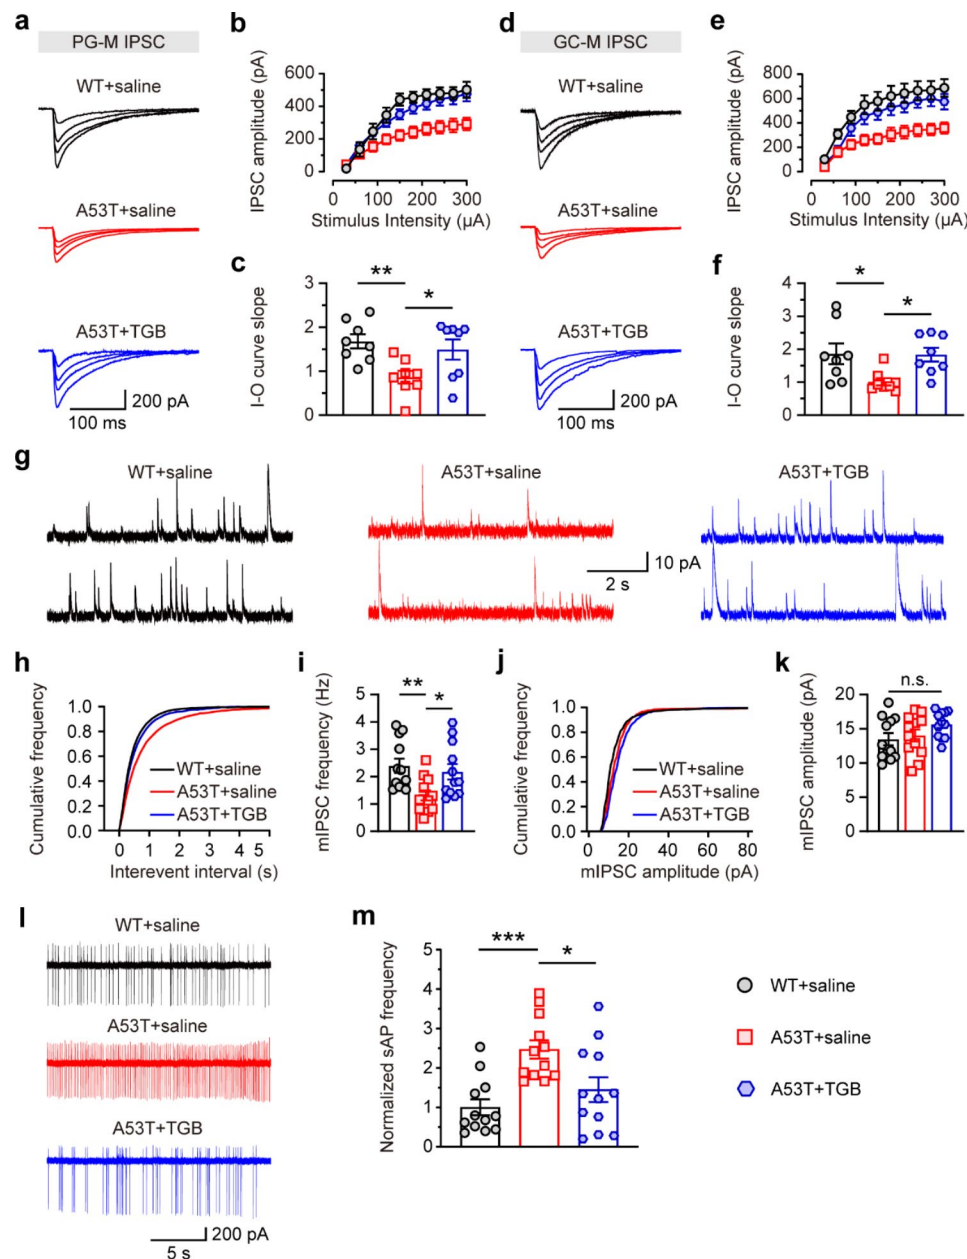 a
PG-M IPSC
WT+saline
A53T+saline
A53T+TGB
200 pA
100 ms
b
IPSC amplitude (pA)
600
400
200
0
0
100
200
300
Stimulus Intensity (µA)
c
I-O curve slope
3
2
1
0
**
*
d
GC-M IPSC
WT+saline
A53T+saline
A53T+TGB
200 pA
100 ms
e
IPSC amplitude (pA)
800
600
400
200
0
0
100
200
300
Stimulus Intensity (µA)
f
I-O curve slope
4
3
2
1
0
*
*
g
WT+saline
A53T+saline
A53T+TGB
10 pA
2 s
h
Cumulative frequency
1.0
0.8
0.6
0.4
0.2
0.0
WT+saline
A53T+saline
A53T+TGB
0
1
2
3
4
5
Interevent interval (s)
i
mIPSC frequency (Hz)
5
4
3
2
1
0
**
*
j
Cumulative frequency
1.0
0.8
0.6
0.4
0.2
0.0
WT+saline
A53T+saline
A53T+TGB
0
20
40
60
80
mIPSC amplitude (pA)
k
mIPSC amplitude (pA)
20
15
10
5
0
n.s.
l
WT+saline
A53T+saline
A53T+TGB
200 pA
5 s
m
Normalized sAP frequency
5
4
3
2
1
0
***
*
WT+saline
A53T+saline
A53T+TGB